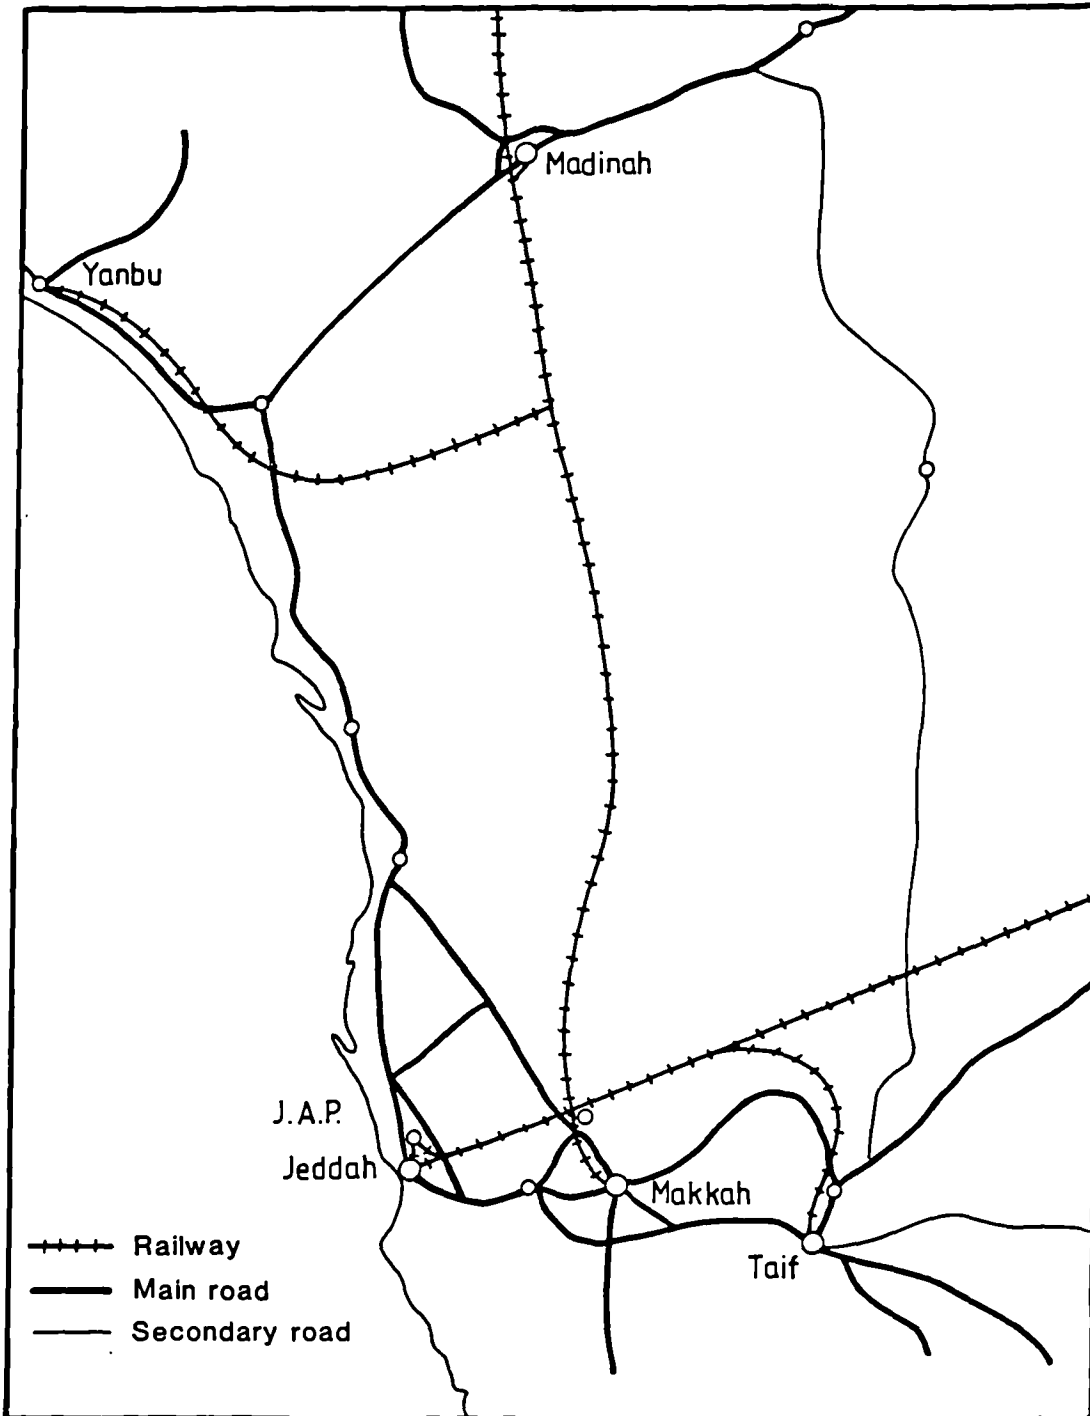 Madinah
Yanbu
J.A.P.
Jeddah
Makkah
Taif
Railway
Main road
Secondary road